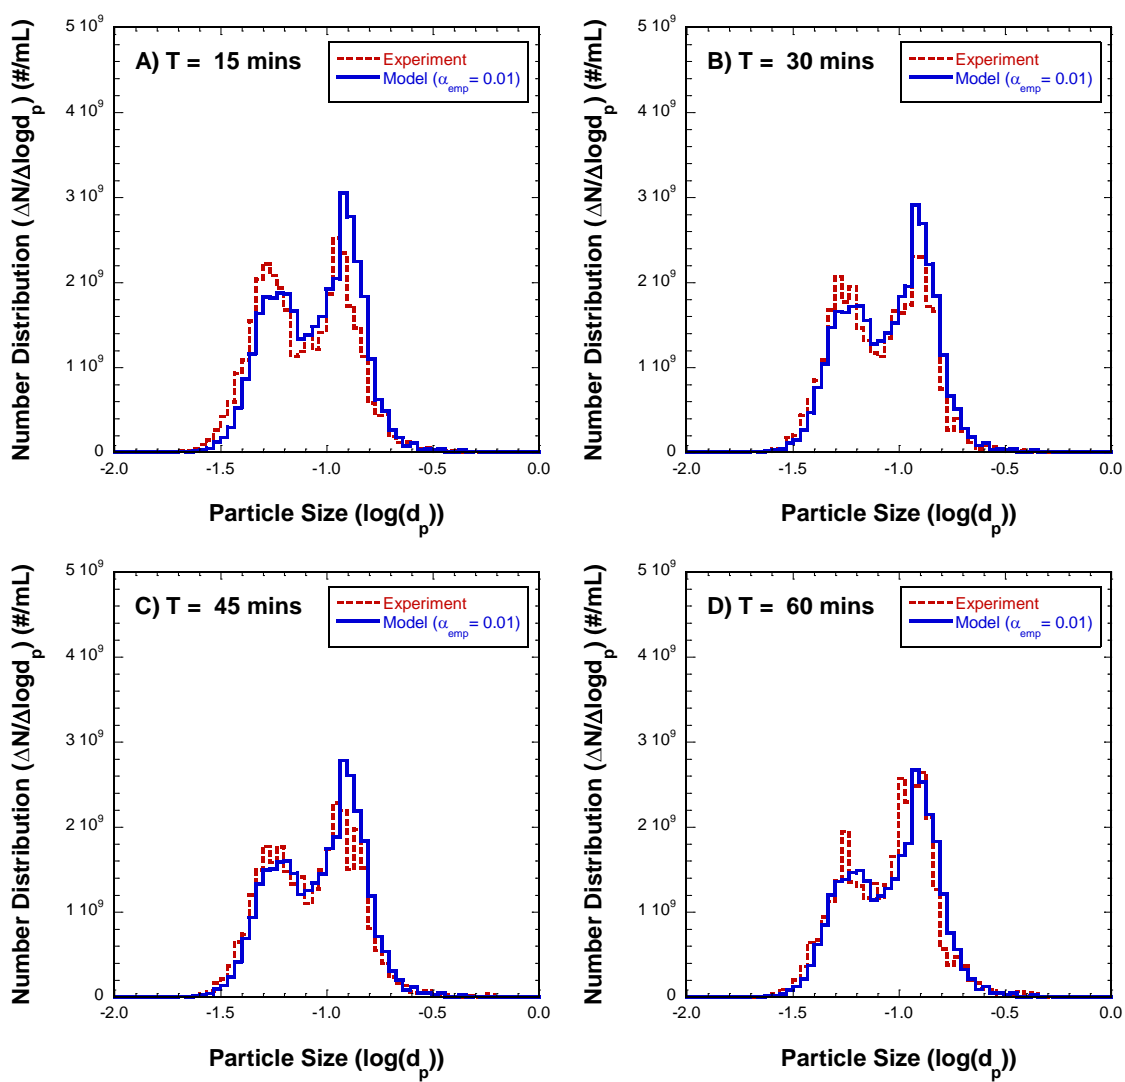 A) T = 15 mins
Experiment
Model (α_emp = 0.01)
5 10^9
4 10^9
3 10^9
2 10^9
1 10^9
0
-2.0 -1.5 -1.0 -0.5 0.0
Number Distribution (ΔN/Δlogd_p) (#/mL)
Particle Size (log(d_p))
B) T = 30 mins
Experiment
Model (α_emp = 0.01)
5 10^9
4 10^9
3 10^9
2 10^9
1 10^9
0
-2.0 -1.5 -1.0 -0.5 0.0
Number Distribution (ΔN/Δlogd_p) (#/mL)
Particle Size (log(d_p))
C) T = 45 mins
Experiment
Model (α_emp = 0.01)
5 10^9
4 10^9
3 10^9
2 10^9
1 10^9
0
-2.0 -1.5 -1.0 -0.5 0.0
Number Distribution (ΔN/Δlogd_p) (#/mL)
Particle Size (log(d_p))
D) T = 60 mins
Experiment
Model (α_emp = 0.01)
5 10^9
4 10^9
3 10^9
2 10^9
1 10^9
0
-2.0 -1.5 -1.0 -0.5 0.0
Number Distribution (ΔN/Δlogd_p) (#/mL)
Particle Size (log(d_p))